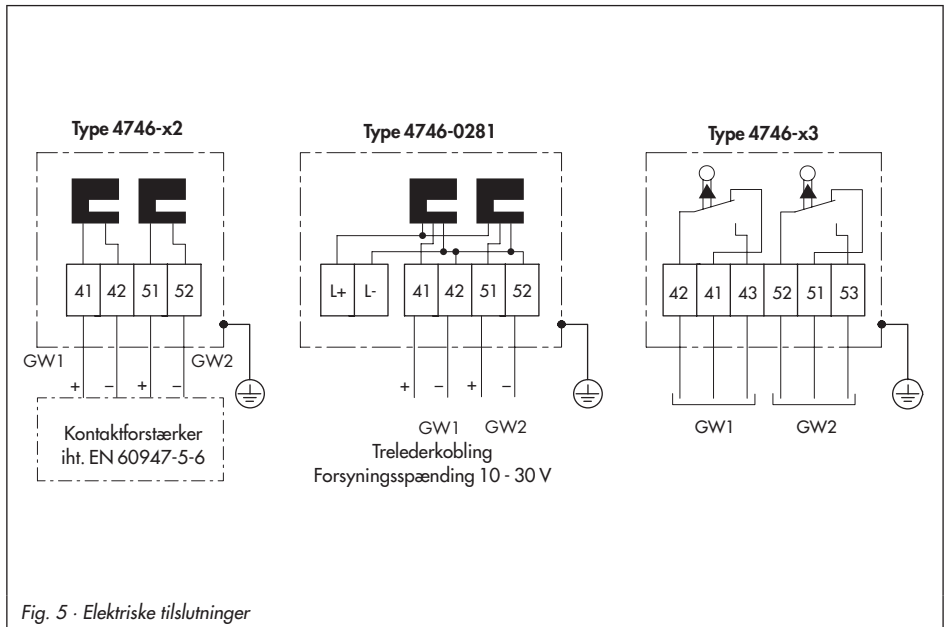 Type 4746-x2
41 42 51 52
GW1 GW2
+ – + –
Kontaktforstærker
iht. EN 60947-5-6
Type 4746-0281
L+ L- 41 42 51 52
+ – + –
GW1 GW2
Trelederkobling
Forsyningsspænding 10 - 30 V
Type 4746-x3
42 41 43 52 51 53
GW1 GW2
Fig. 5 · Elektriske tilslutninger